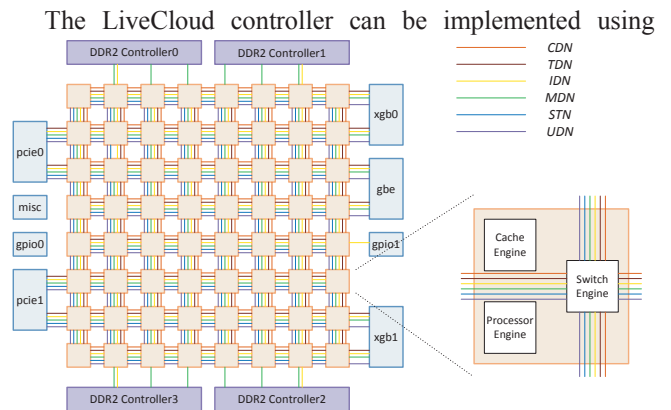 The LiveCloud controller can be implemented using
DDR2 Controller0
DDR2 Controller1
CDN
TDN
IDN
MDN
STN
UDN
xgb0
pcie0
gbe
misc
gpio0
gpio1
pcie1
xgb1
Cache
Engine
Switch
Engine
Processor
Engine
DDR2 Controller3
DDR2 Controller2